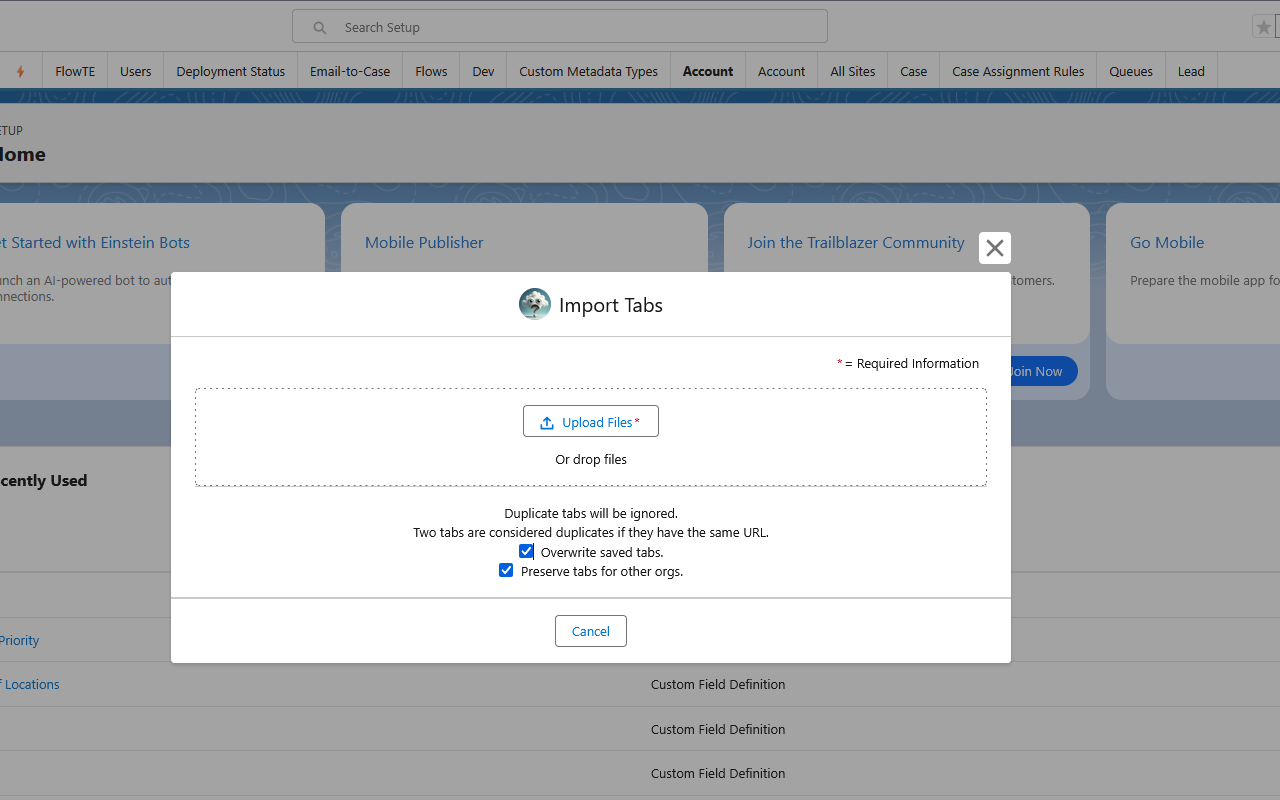 Search Setup
FlowTE Users Deployment Status Email-to-Case Flows Dev Custom Metadata Types Account Account All Sites Case Case Assignment Rules Queues Lead
ETUP
Home
et Started with Einstein Bots
unch an AI-powered bot to aut
nnections.
Mobile Publisher
Join the Trailblazer Community
tomers.
Join Now
Go Mobile
Prepare the mobile app fo
Import Tabs
* = Required Information
Upload Files*
Or drop files
Duplicate tabs will be ignored.
Two tabs are considered duplicates if they have the same URL.
Overwrite saved tabs.
Preserve tabs for other orgs.
Cancel
cently Used
Priority
f Locations
Custom Field Definition
Custom Field Definition
Custom Field Definition